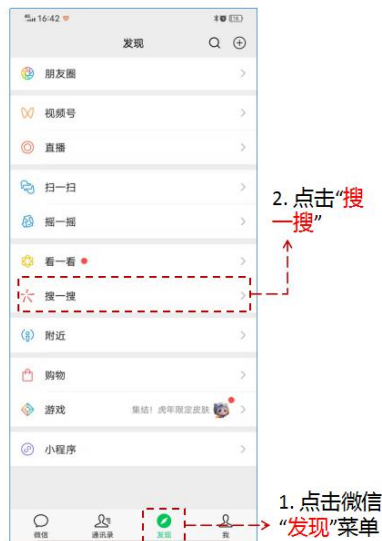 16:42
发现
朋友圈
视频号
直播
扫一扫
摇一摇
看一看
搜一搜
附近
购物
游戏 集结！虎年限定皮肤
小程序
微信 通讯录 发现 我
2. 点击“搜
一搜”
1. 点击微信
“发现”菜单